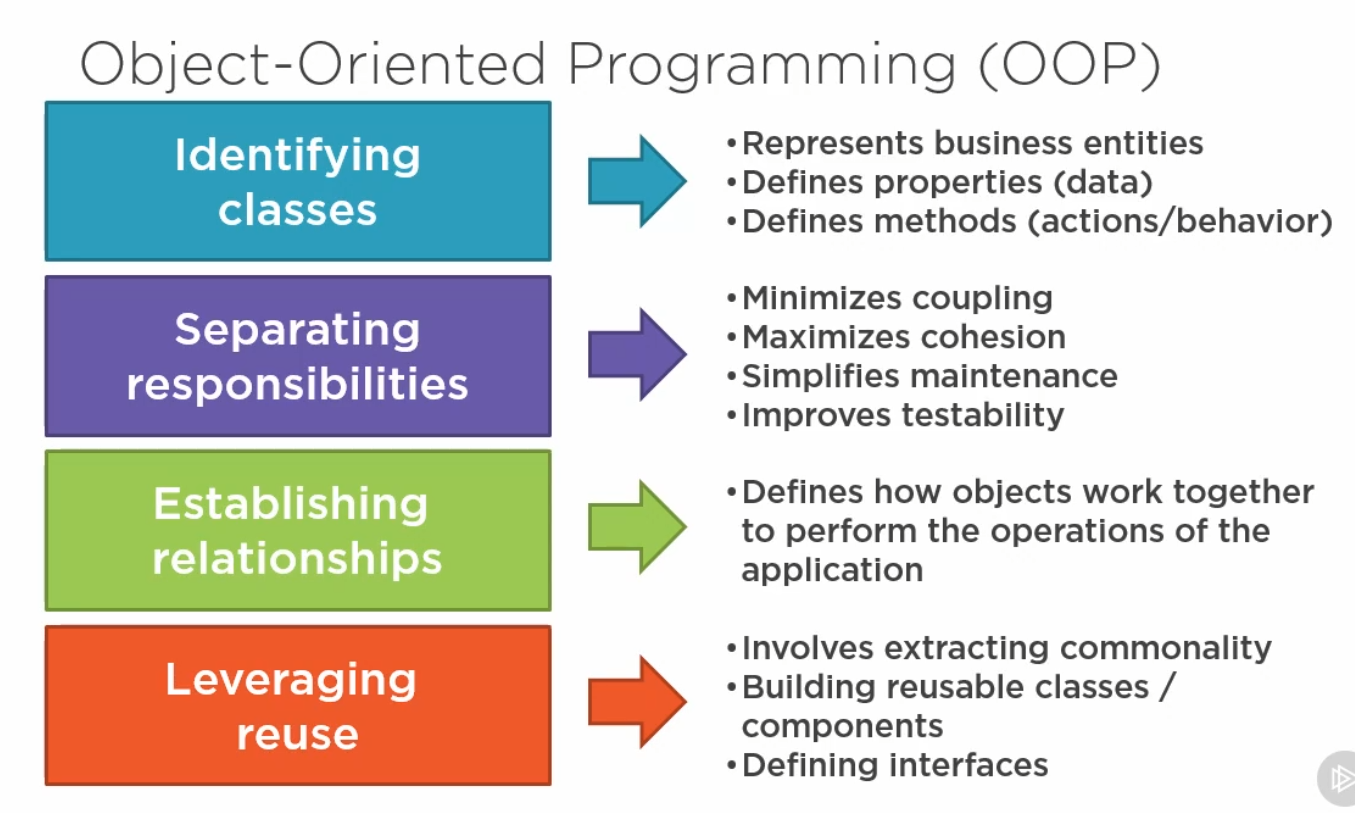 Object-Oriented Programming (OOP)
Identifying
classes
•Represents business entities
•Defines properties (data)
•Defines methods (actions/behavior)
Separating
responsibilities
•Minimizes coupling
•Maximizes cohesion
•Simplifies maintenance
•Improves testability
Establishing
relationships
•Defines how objects work together
to perform the operations of the
application
Leveraging
reuse
•Involves extracting commonality
•Building reusable classes /
components
•Defining interfaces